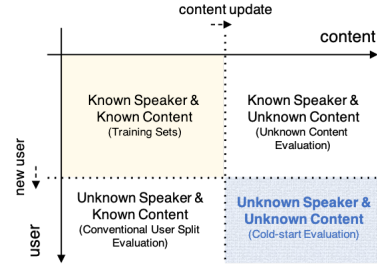 content update
content
Known Speaker &
Known Content
(Training Sets)
Known Speaker &
Unknown Content
(Unknown Content
Evaluation)
new user
user
Unknown Speaker &
Known Content
(Conventional User Split
Evaluation)
Unknown Speaker &
Unknown Content
(Cold-start Evaluation)